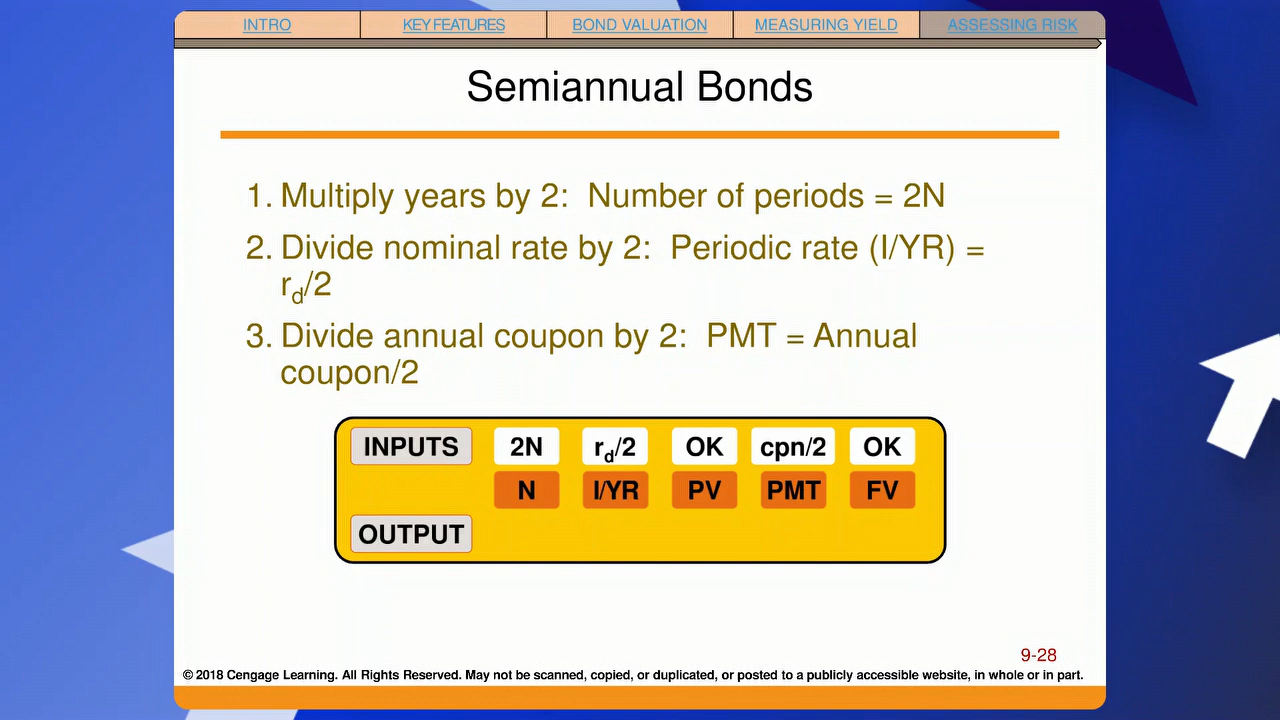 INTRO KEY FEATURES BOND VALUATION MEASURING YIELD ASSESSING RISK
Semiannual Bonds
1. Multiply years by 2: Number of periods = 2N
2. Divide nominal rate by 2: Periodic rate (I/YR) =
rd/2
3. Divide annual coupon by 2: PMT = Annual
coupon/2
INPUTS 2N rd/2 OK cpn/2 OK
N I/YR PV PMT FV
OUTPUT
9-28
© 2018 Cengage Learning. All Rights Reserved. May not be scanned, copied, or duplicated, or posted to a publicly accessible website, in whole or in part.